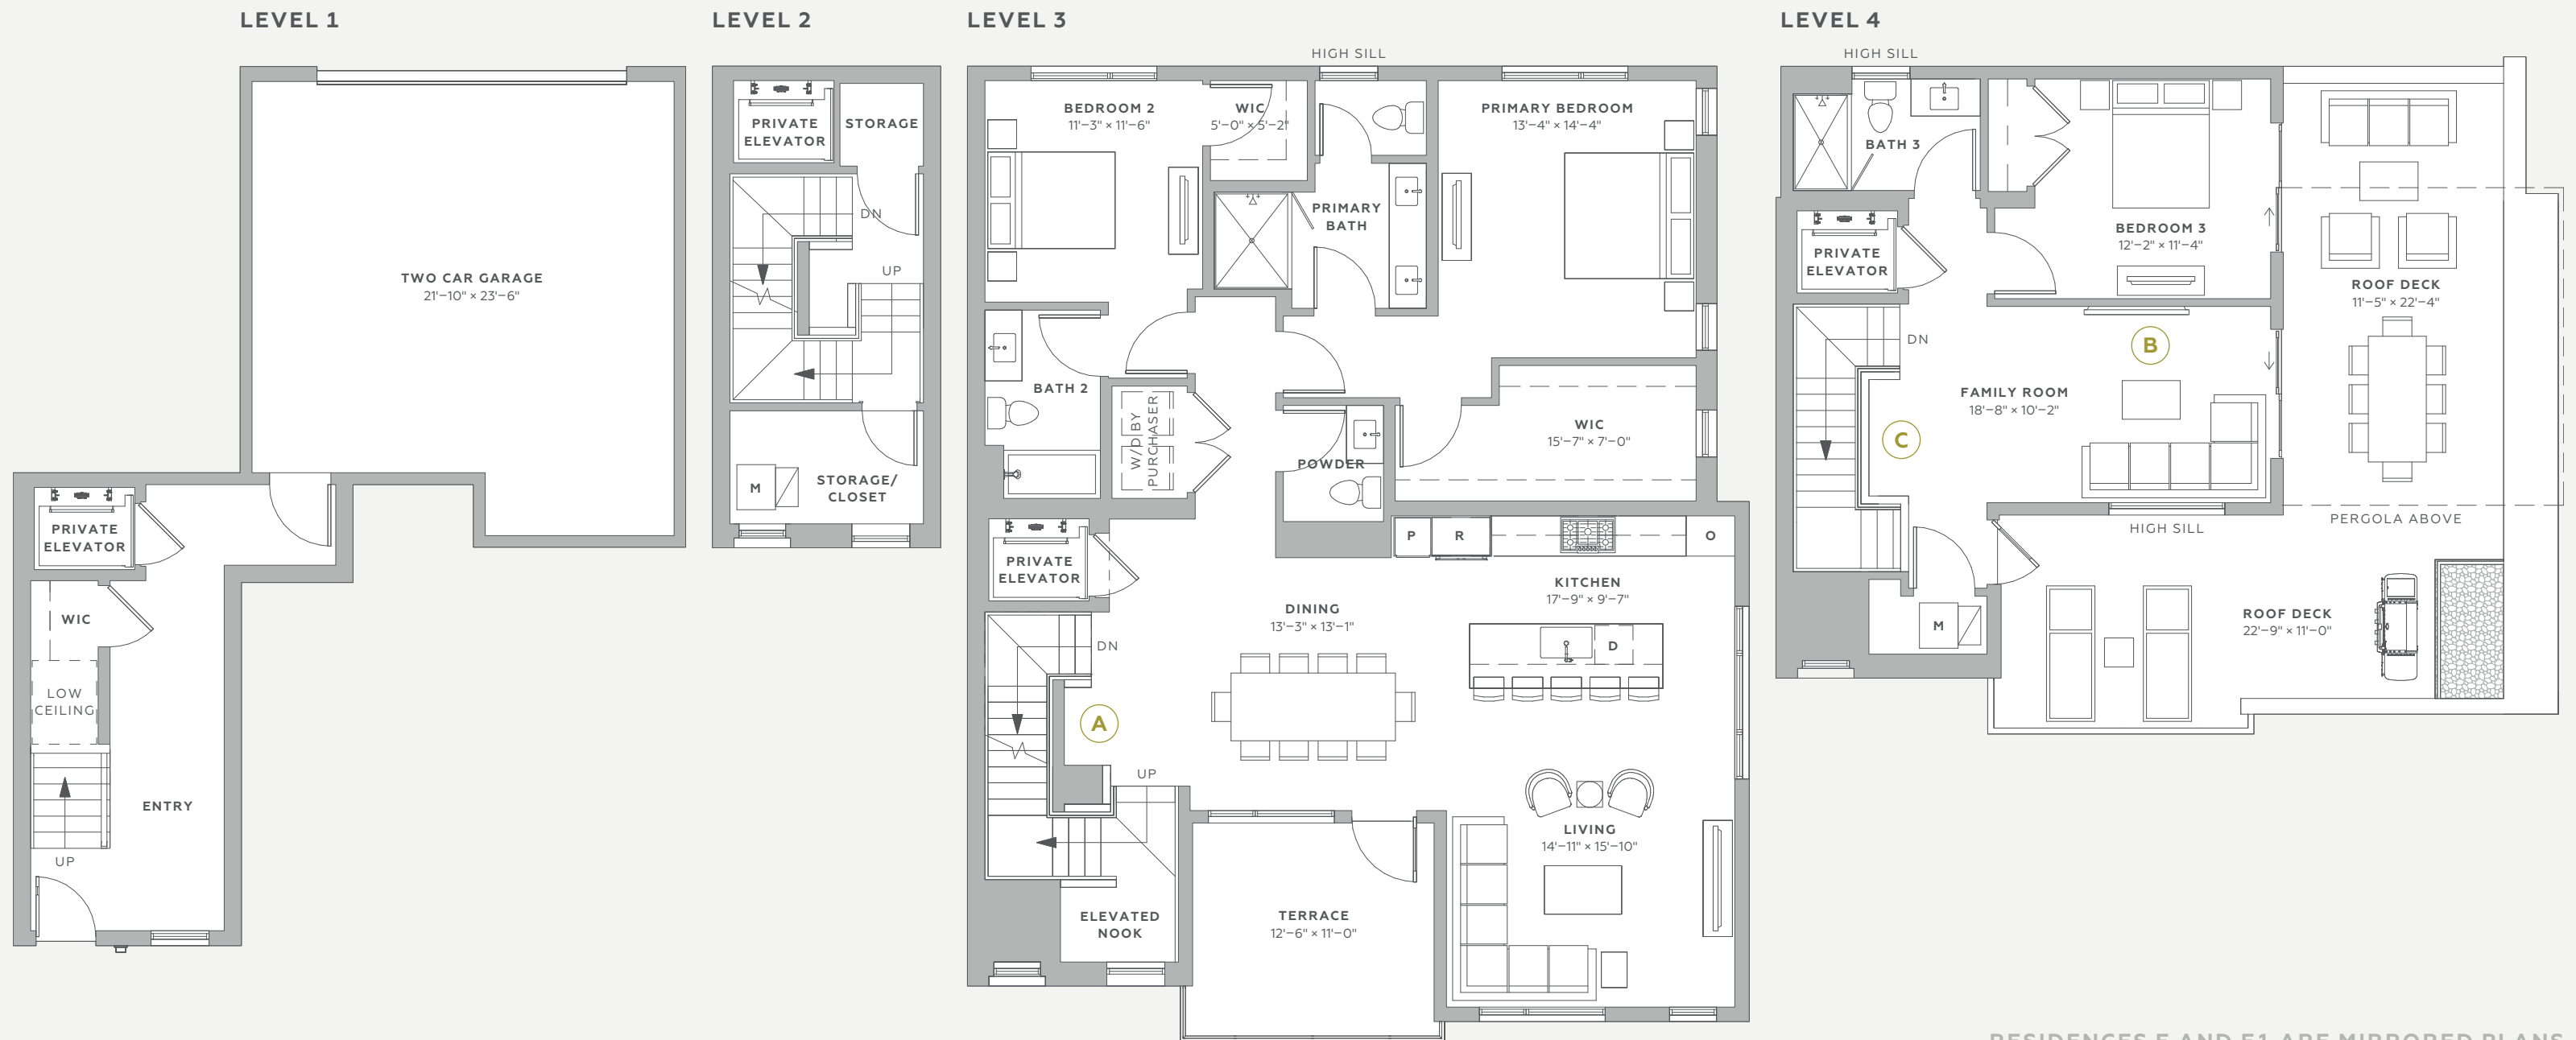 LEVEL 1
TWO CAR GARAGE
21'–10" × 23'–6"
PRIVATE
ELEVATOR
WIC
LOW
CEILING
ENTRY
UP
LEVEL 2
PRIVATE
ELEVATOR
STORAGE
DN
UP
M
STORAGE/
CLOSET
LEVEL 3
HIGH SILL
BEDROOM 2
11'–3" × 11'–6"
WIC
5'–0" × 5'–2"
PRIMARY BEDROOM
13'–4" × 14'–4"
PRIMARY
BATH
BATH 2
W/D BY
PURCHASER
POWDER
WIC
15'–7" × 7'–0"
PRIVATE
ELEVATOR
P
R
O
KITCHEN
17'–9" × 9'–7"
DINING
13'–3" × 13'–1"
D
DN
A
UP
LIVING
14'–11" × 15'–10"
ELEVATED
NOOK
TERRACE
12'–6" × 11'–0"
LEVEL 4
HIGH SILL
BATH 3
BEDROOM 3
12'–2" × 11'–4"
PRIVATE
ELEVATOR
ROOF DECK
11'–5" × 22'–4"
DN
B
FAMILY ROOM
18'–8" × 10'–2"
C
HIGH SILL
PERGOLA ABOVE
M
ROOF DECK
22'–9" × 11'–0"
RESIDENCES E AND E1 ARE MIRRORED PLANS